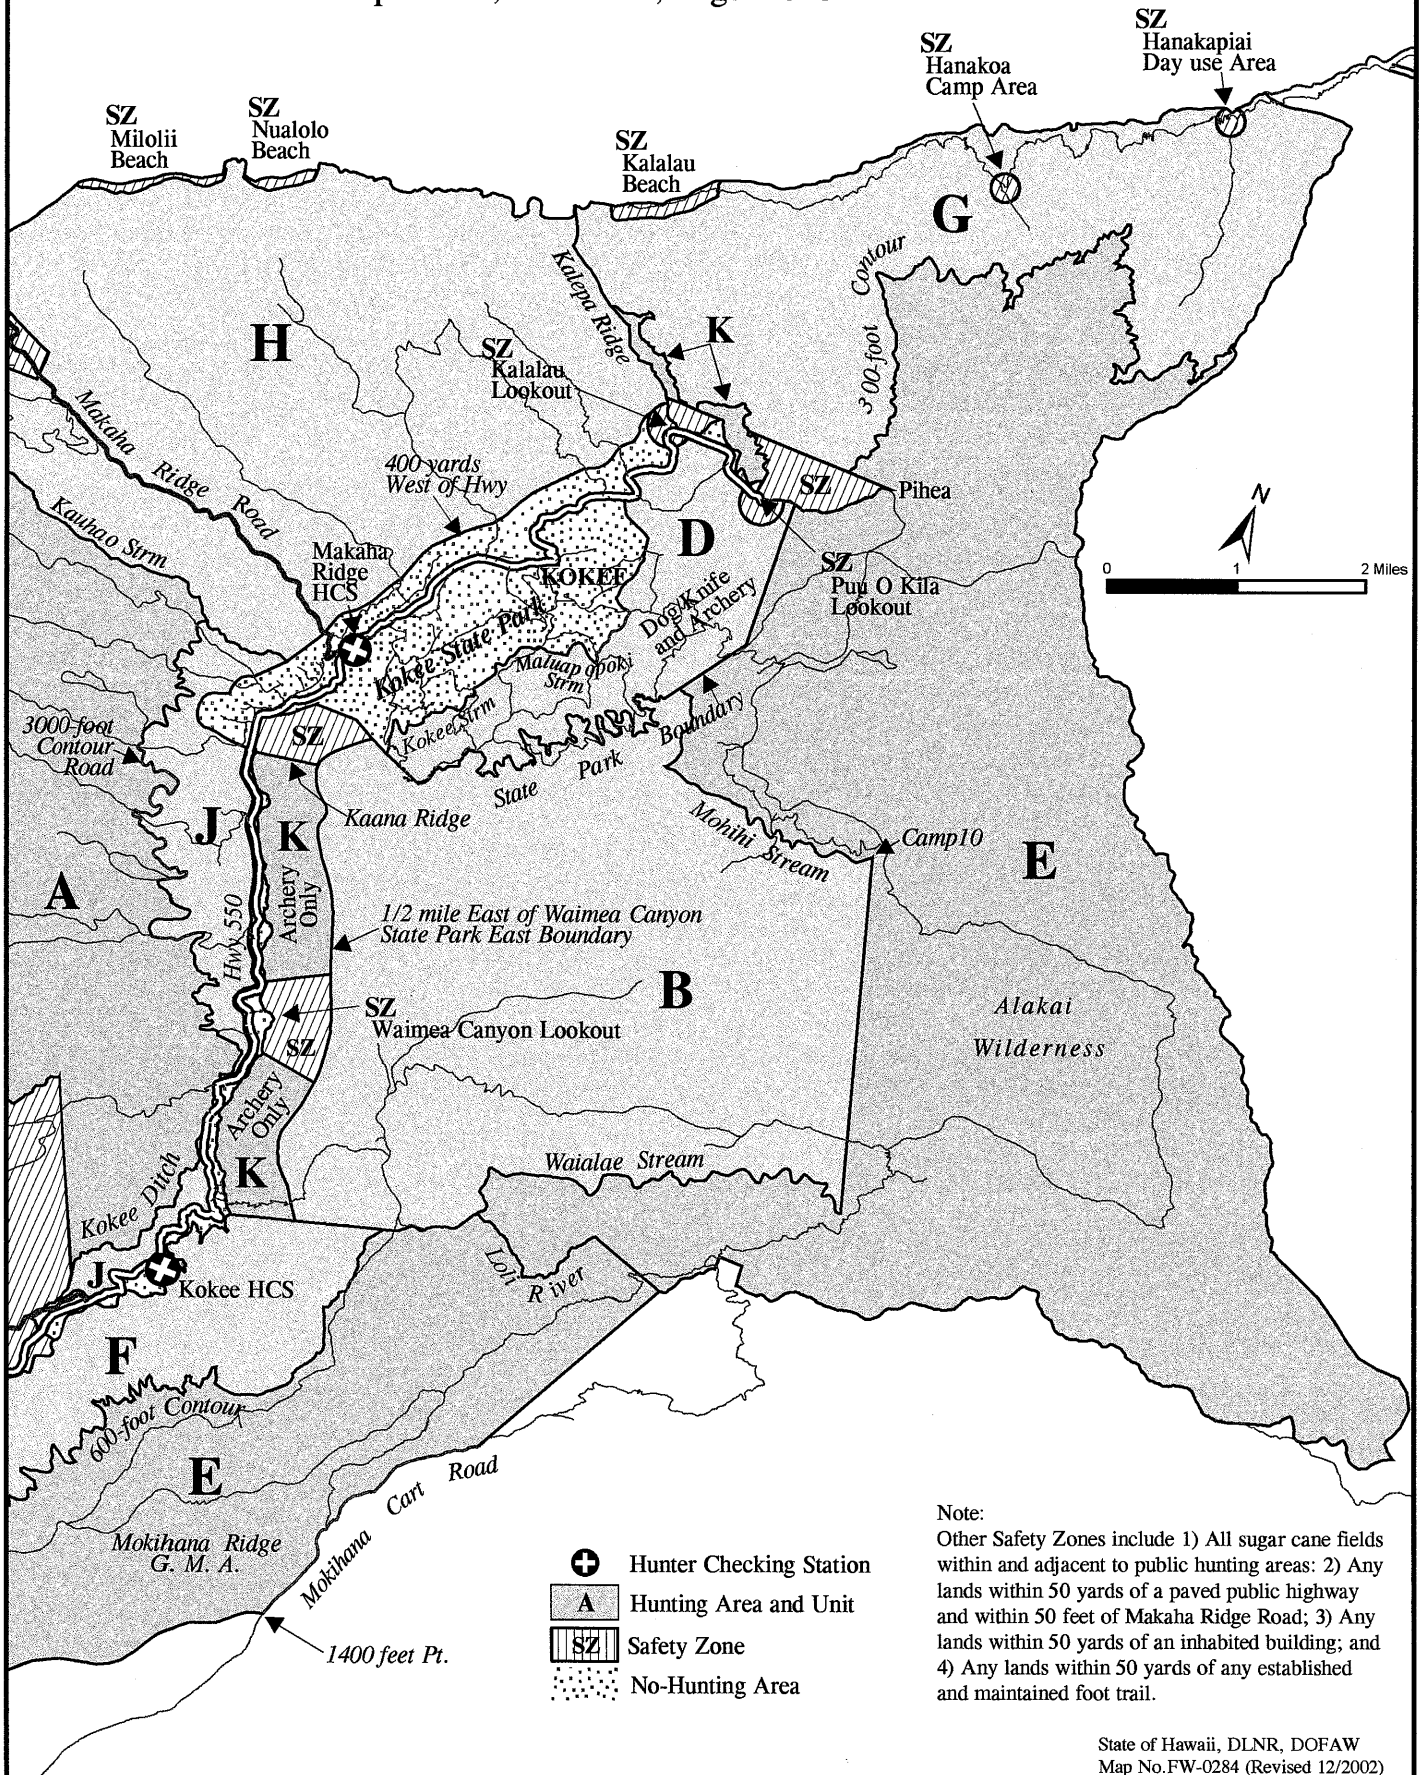 SZ
Hanakapiai
Day use Area
SZ
Hanakoa
Camp Area
SZ
Milolii
Beach
SZ
Nualolo
Beach
SZ
Kalalau
Beach
G
Contour
300-foot
Kalepa Ridge
H
K
SZ
Kalalau
Lookout
Makaha Ridge Road
400 yards
West of Hwy
SZ
Pihea
Kauhao Strm
D
N
Makaha
Ridge
HCS
KOKEE
SZ
Puu O Kila
Lookout
0 1 2 Miles
Dog/Knife
and Archery
Kokee State Park
Maluapopoki
Strm
Kokee Strm
3000-foot
Contour
Road
SZ
State Park Boundary
Kaana Ridge
J
K
Archery
Only
Mohihi Stream
Camp10
E
A
Hwy 550
1/2 mile East of Waimea Canyon
State Park East Boundary
B
SZ
Waimea Canyon Lookout
SZ
Alakai
Wilderness
Archery
Only
K
Waialae Stream
Kokee Ditch
J
Kokee HCS
Loli River
F
600-foot Contour
E
Mokihana Ridge
G. M. A.
Mokihana Cart Road
1400 feet Pt.
Hunter Checking Station
A Hunting Area and Unit
SZ Safety Zone
No-Hunting Area
Note:
Other Safety Zones include 1) All sugar cane fields
within and adjacent to public hunting areas: 2) Any
lands within 50 yards of a paved public highway
and within 50 feet of Makaha Ridge Road; 3) Any
lands within 50 yards of an inhabited building; and
4) Any lands within 50 yards of any established
and maintained foot trail.
State of Hawaii, DLNR, DOFAW
Map No.FW-0284 (Revised 12/2002)